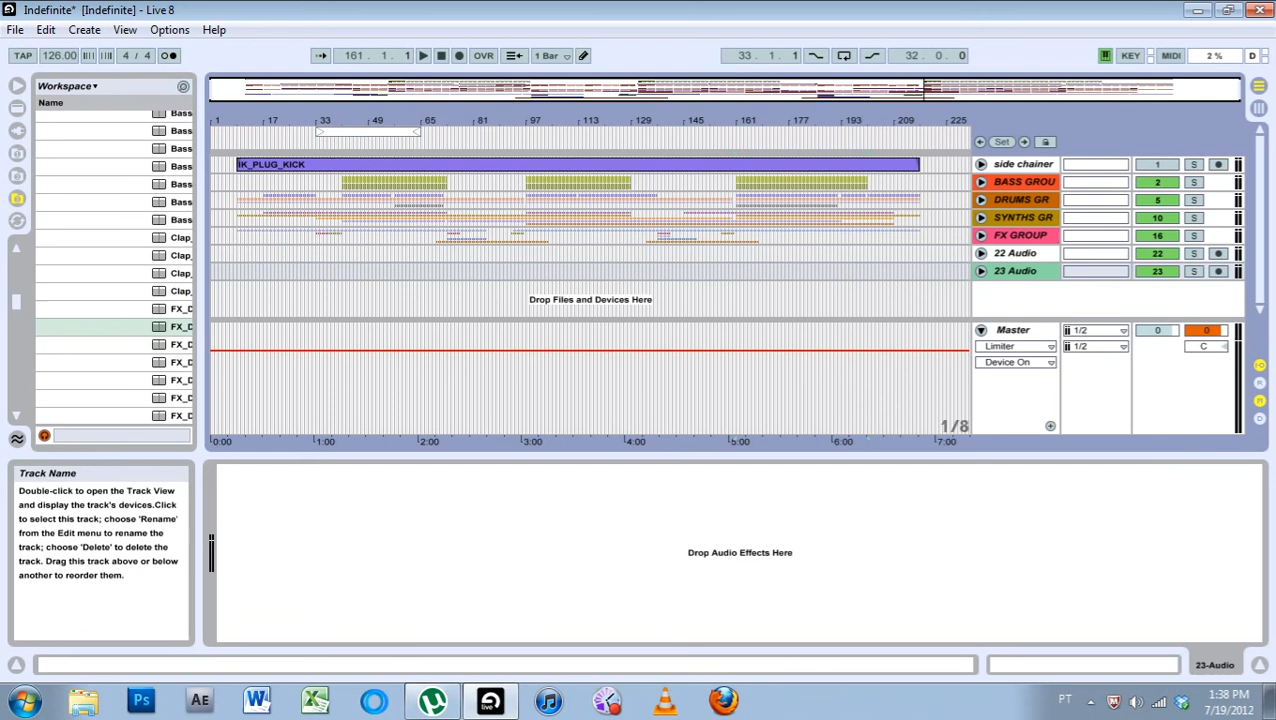 Indefinite* [Indefinite] - Live 8
File Edit Create View Options Help
TAP 126.00 4 / 4 161. 1. 1 OVR 1 Bar 33. 1. 1 32. 0. 0 KEY MIDI 2 % D
Workspace
Name
Bass
Bass
Bass
Bass
Bass
Bass
Bass
Clap_
Clap_
Clap_
Clap_
FX_D
FX_D
FX_D
FX_D
FX_D
FX_D
FX_D
1 17 33 49 65 81 97 113 129 145 161 177 193 209 225
Set
IK_PLUG_KICK
side chainer 1 S
BASS GROU 2 S
DRUMS GR 5 S
SYNTHS GR 10 S
FX GROUP 16 S
22 Audio 22 S
23 Audio 23 S
Drop Files and Devices Here
Master 1/2 0 0
Limiter 1/2 C
Device On
1/8
0:00 1:00 2:00 3:00 4:00 5:00 6:00 7:00
Track Name
Double-click to open the Track View
and display the track's devices.Click
to select this track; choose 'Rename'
from the Edit menu to rename the
track; choose 'Delete' to delete the
track. Drag this track above or below
another to reorder them.
Drop Audio Effects Here
23-Audio
Ps Ae W X live PT
1:38 PM
7/19/2012